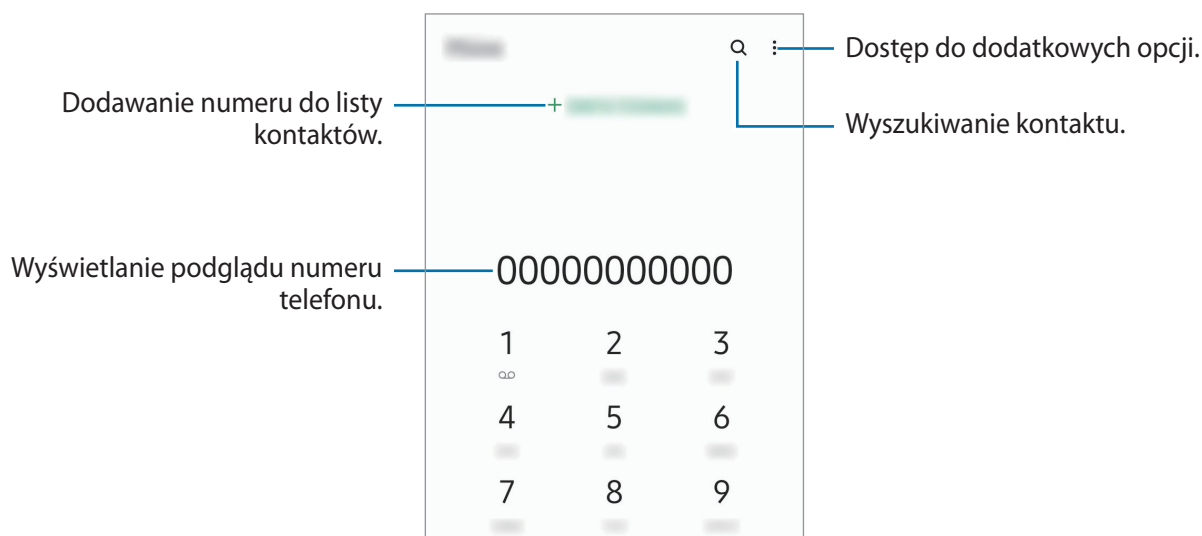 Dostęp do dodatkowych opcji.
Dodawanie numeru do listy
kontaktów.
Wyszukiwanie kontaktu.
Wyświetlanie podglądu numeru
telefonu.
00000000000
1 2 3
4 5 6
7 8 9